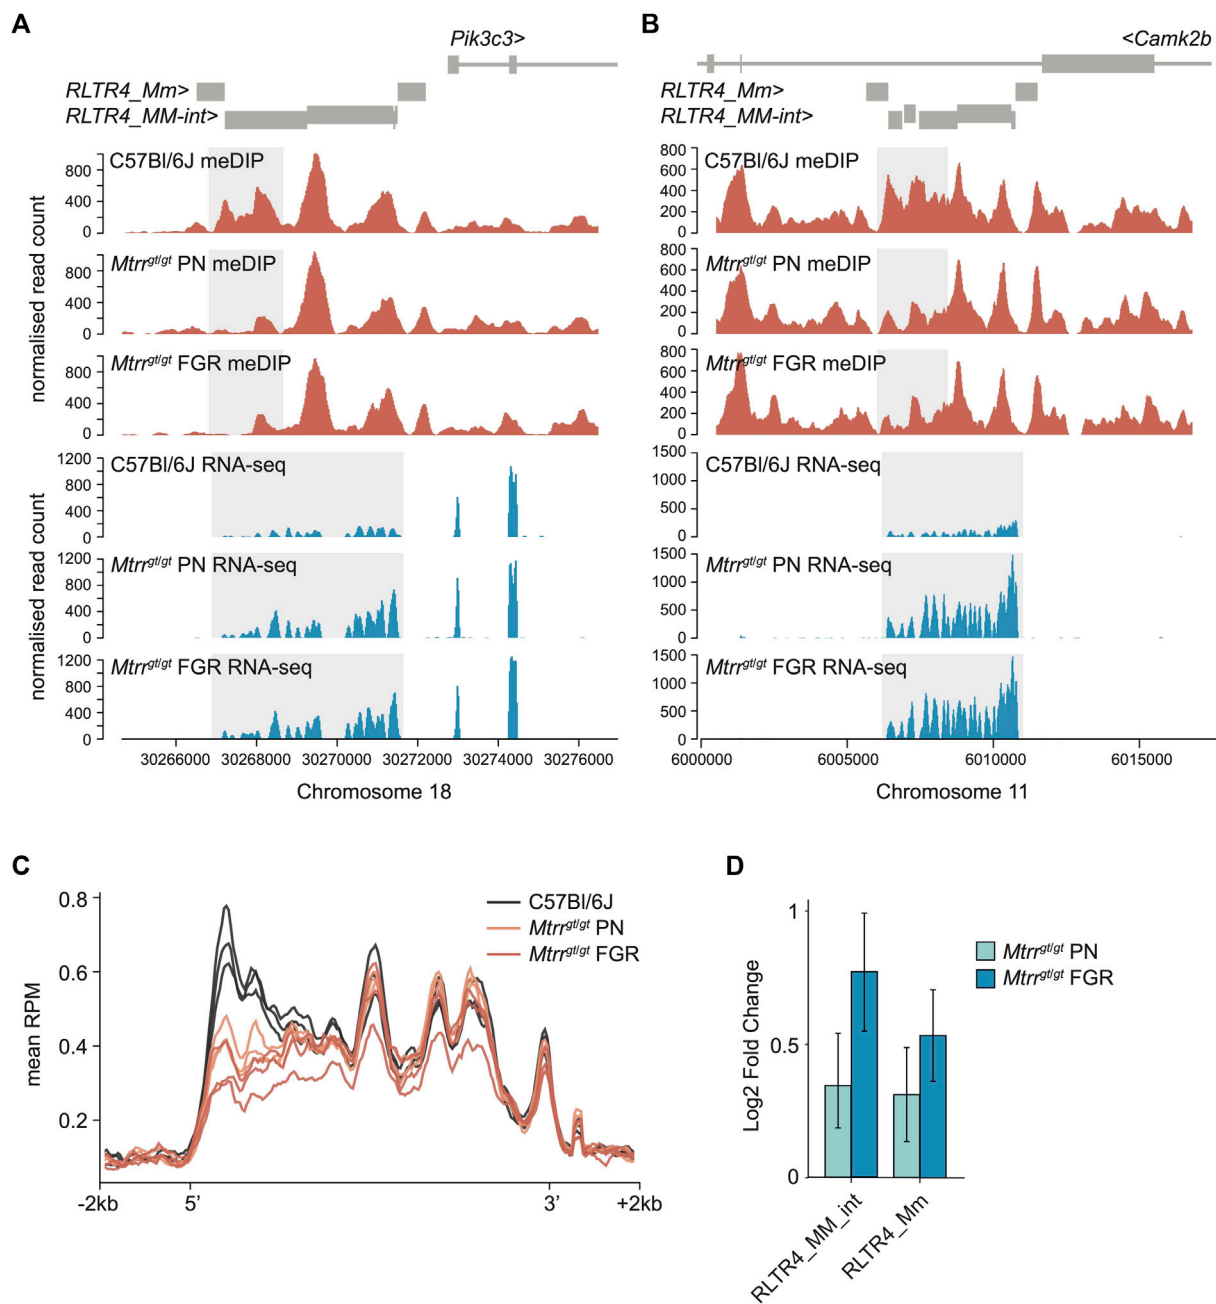 A
Pik3c3>
RLTR4_Mm>
RLTR4_MM-int>
normalised read count
C57Bl/6J meDIP
800
400
0
Mtrrgt/gt PN meDIP
800
400
0
Mtrrgt/gt FGR meDIP
800
400
0
normalised read count
C57Bl/6J RNA-seq
1200
800
400
0
Mtrrgt/gt PN RNA-seq
1200
800
400
0
Mtrrgt/gt FGR RNA-seq
1200
800
400
0
30266000 30268000 30270000 30272000 30274000 30276000
Chromosome 18
B
<Camk2b
RLTR4_Mm>
RLTR4_MM-int>
C57Bl/6J meDIP
800
600
400
200
0
Mtrrgt/gt PN meDIP
800
600
400
200
0
Mtrrgt/gt FGR meDIP
800
600
400
200
0
C57Bl/6J RNA-seq
1500
1000
500
0
Mtrrgt/gt PN RNA-seq
1500
1000
500
0
Mtrrgt/gt FGR RNA-seq
1500
1000
500
0
6000000 6005000 6010000 6015000
Chromosome 11
C
mean RPM
0.8
0.6
0.4
0.2
C57Bl/6J
Mtrrgt/gt PN
Mtrrgt/gt FGR
-2kb 5’ 3’ +2kb
D
Log2 Fold Change
1
0.5
0
Mtrrgt/gt PN
Mtrrgt/gt FGR
RLTR4_MM_int
RLTR4_Mm